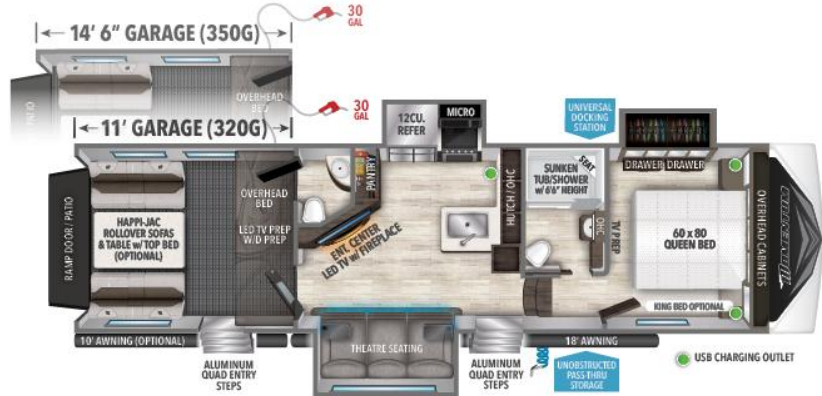 14' 6" GARAGE (350G)
30
GAL
OVERHEAD
BED
PATIO
30
GAL
11' GARAGE (320G)
12CU.
REFER
MICRO
UNIVERSAL
DOCKING
STATION
PANTRY
HUTCH / OHC
SUNKEN
TUB/SHOWER
w/ 6'6" HEIGHT
SEAT
DRAWER
DRAWER
RAMP DOOR / PATIO
HAPPI-JAC
ROLLOVER SOFAS
& TABLE w/TOP BED
(OPTIONAL)
OVERHEAD
BED
LED TV PREP
W/D PREP
ENT. CENTER
LED TV w/ FIREPLACE
OHC
TV PREP
60 x 80
QUEEN BED
OVERHEAD CABINETS
MOMENTUM
KING BED OPTIONAL
10' AWNING (OPTIONAL)
THEATRE SEATING
18' AWNING
ALUMINUM
QUAD ENTRY
STEPS
ALUMINUM
QUAD ENTRY
STEPS
UNOBSTRUCTED
PASS-THRU
STORAGE
USB CHARGING OUTLET